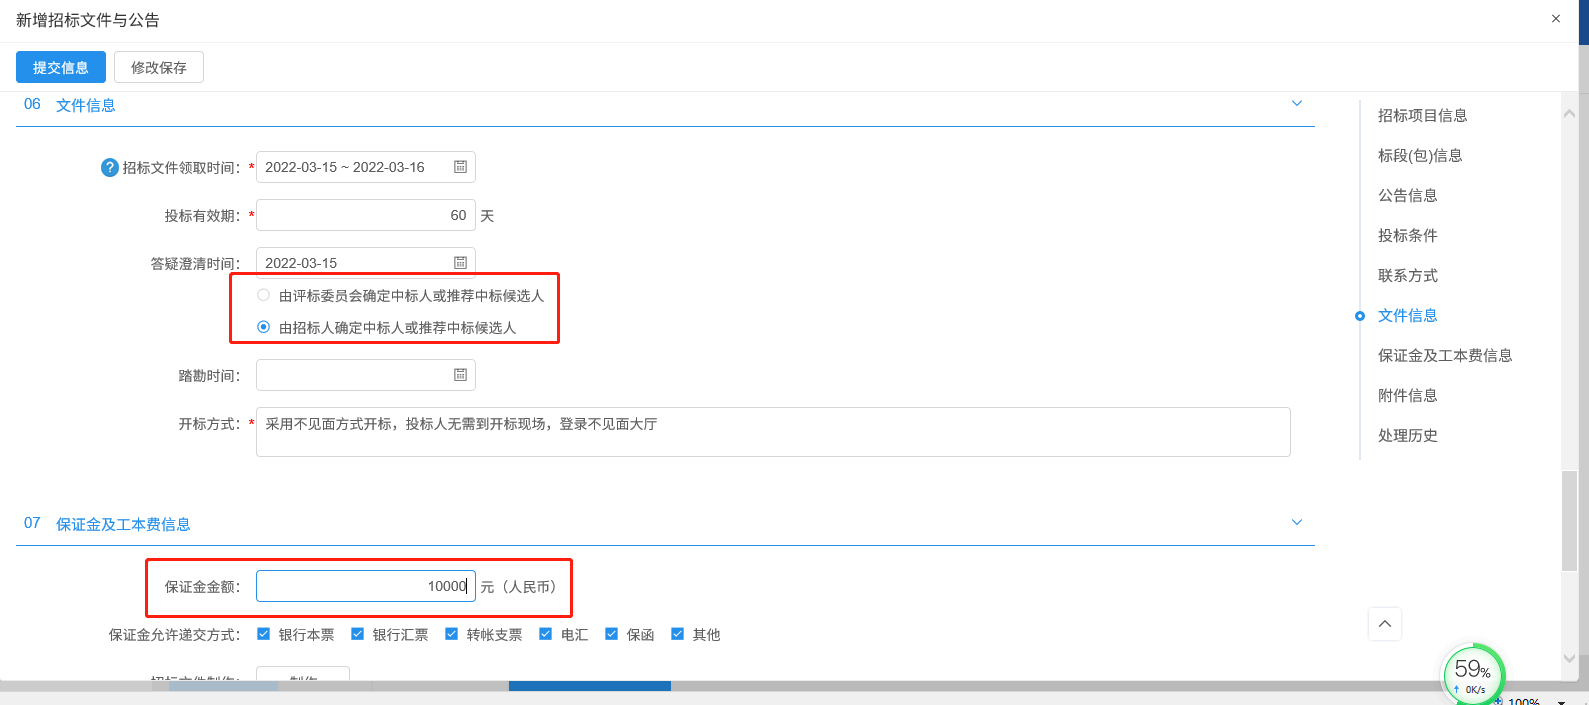 新增招标文件与公告
×
提交信息 修改保存
06 文件信息
? 招标文件领取时间: * 2022-03-15 ~ 2022-03-16
投标有效期: * 60 天
答疑澄清时间: 2022-03-15
由评标委员会确定中标人或推荐中标候选人
由招标人确定中标人或推荐中标候选人
踏勘时间:
开标方式: * 采用不见面方式开标，投标人无需到开标现场，登录不见面大厅
07 保证金及工本费信息
保证金金额: 10000 元（人民币）
保证金允许递交方式: 银行本票 银行汇票 转帐支票 电汇 保函 其他
招标文件制作: 制作
招标项目信息
标段(包)信息
公告信息
投标条件
联系方式
文件信息
保证金及工本费信息
附件信息
处理历史
59%
↑ 0K/s
100%